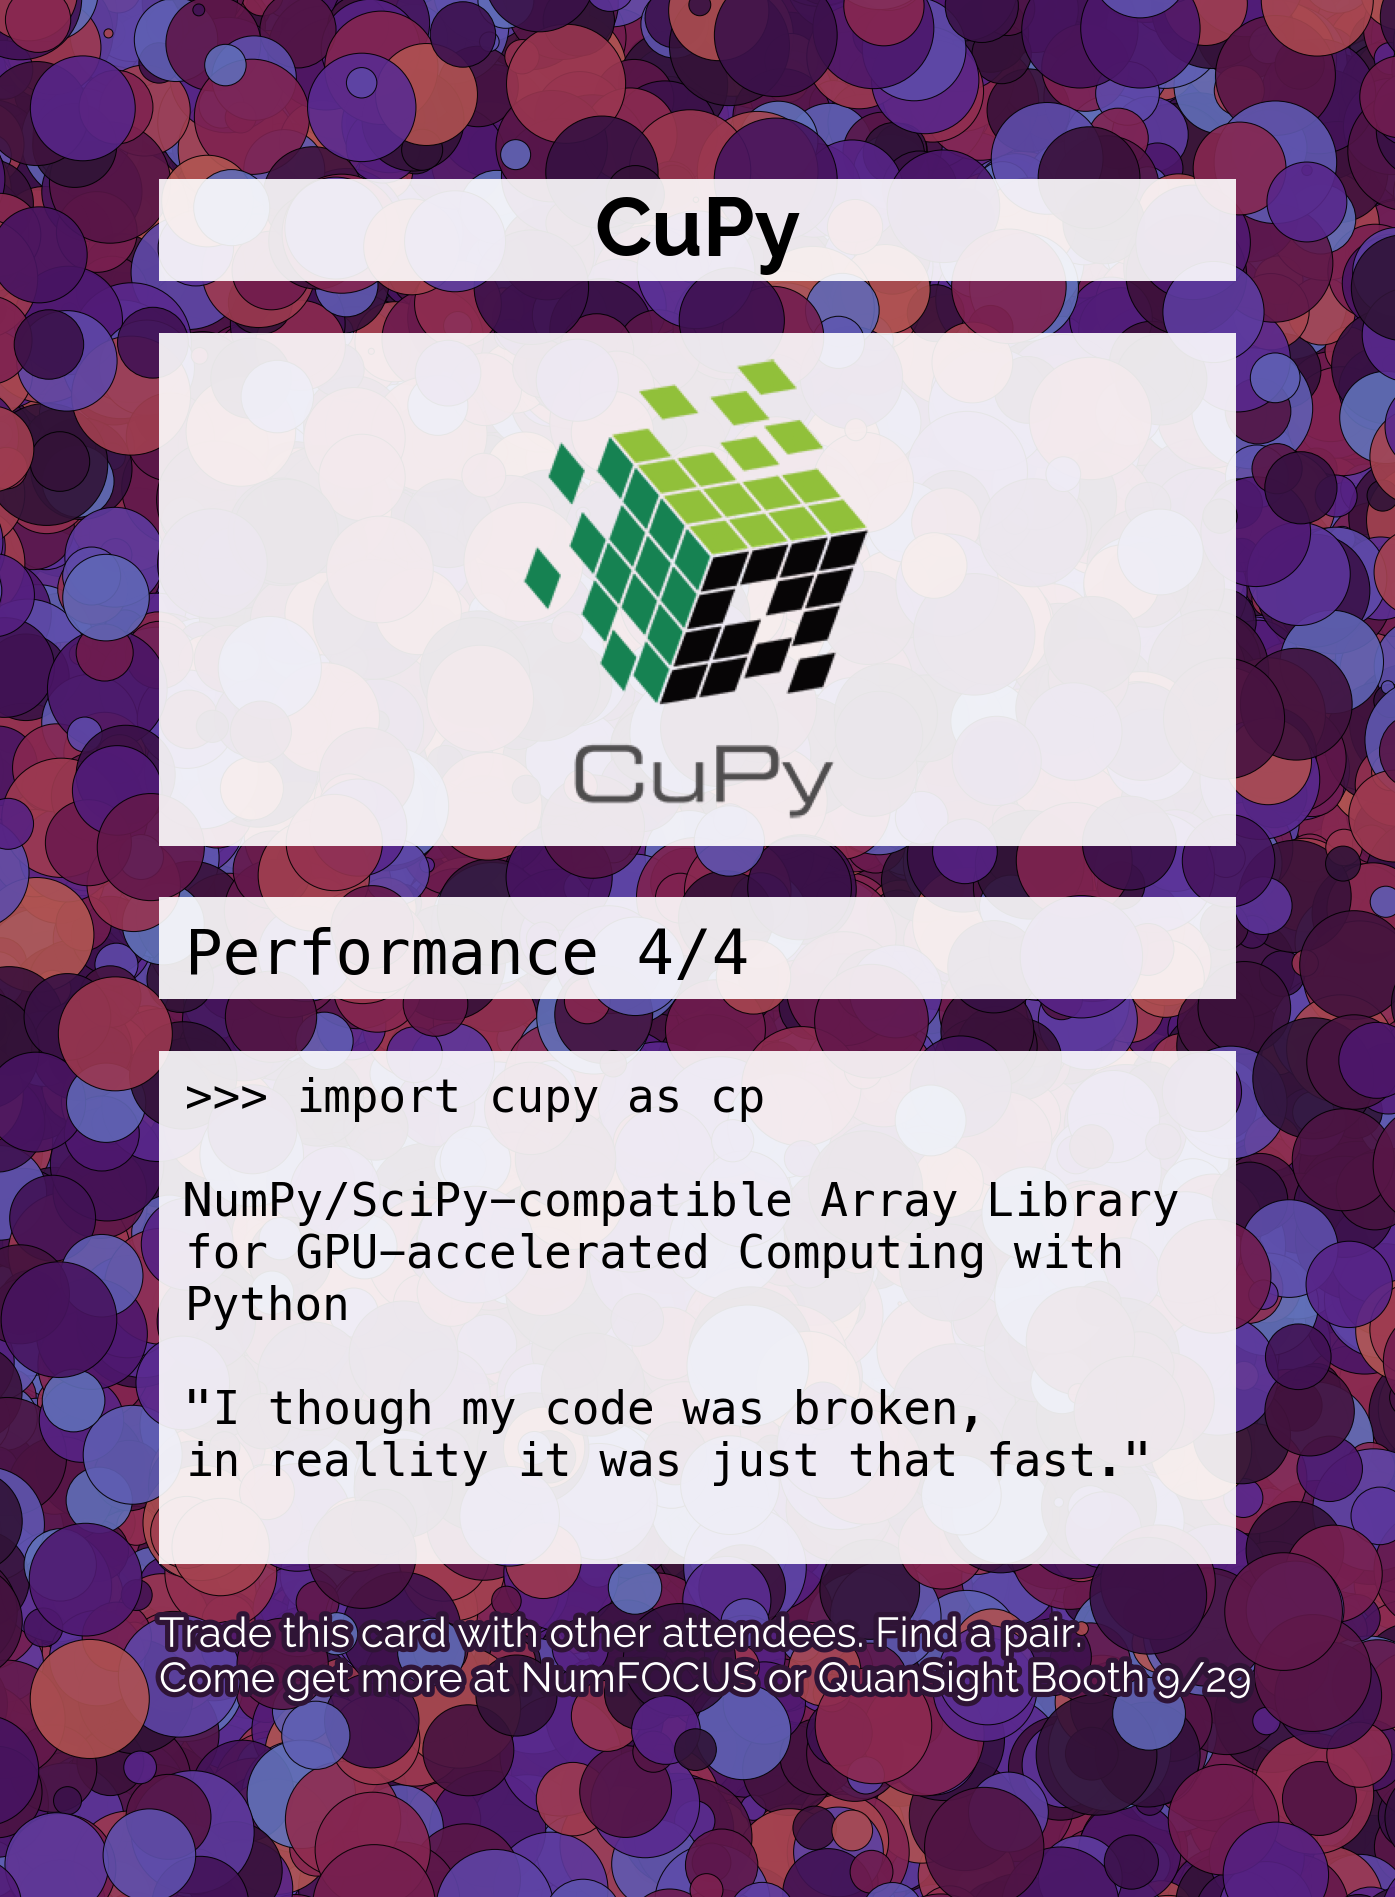 CuPy
CuPy
Performance 4/4
>>> import cupy as cp
NumPy/SciPy-compatible Array Library
for GPU-accelerated Computing with
Python
"I though my code was broken,
in reallity it was just that fast."
Trade this card with other attendees. Find a pair.
Come get more at NumFOCUS or QuanSight Booth 9/29